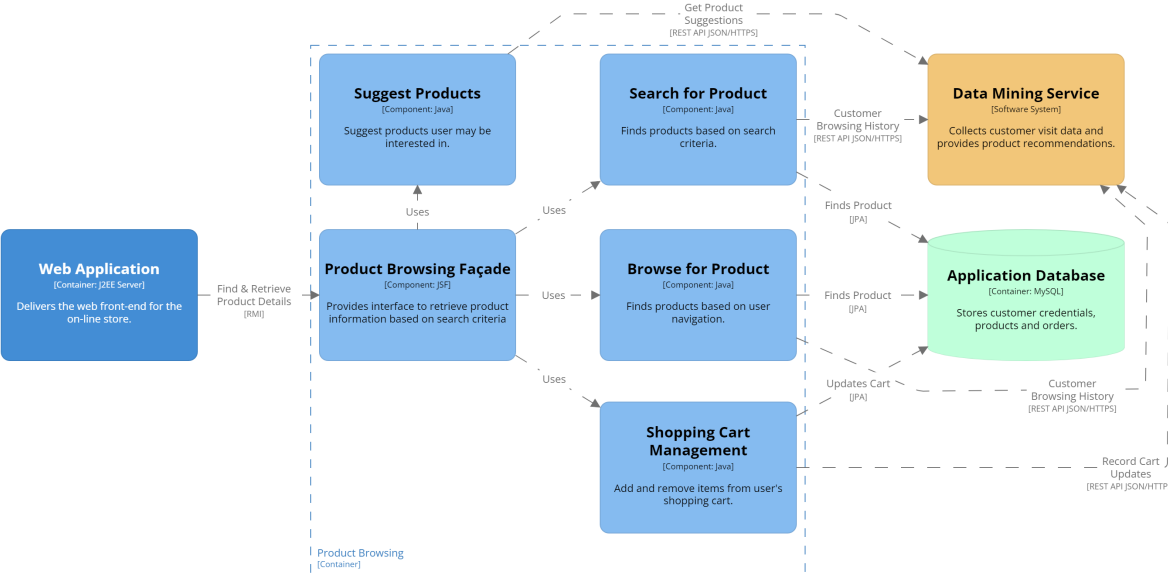 Get Product
Suggestions
[REST API JSON/HTTPS]
Suggest Products
[Component: Java]
Suggest products user may be
interested in.
Search for Product
[Component: Java]
Finds products based on search
criteria.
Customer
Browsing History
[REST API JSON/HTTPS]
Data Mining Service
[Software System]
Collects customer visit data and
provides product recommendations.
Uses
Uses
Finds Product
[JPA]
Web Application
[Container: J2EE Server]
Delivers the web front-end for the
on-line store.
Find & Retrieve
Product Details
[RMI]
Product Browsing Façade
[Component: JSF]
Provides interface to retrieve product
information based on search criteria
Uses
Browse for Product
[Component: Java]
Finds products based on user
navigation.
Finds Product
[JPA]
Application Database
[Container: MySQL]
Stores customer credentials,
products and orders.
Uses
Updates Cart
[JPA]
Customer
Browsing History
[REST API JSON/HTTPS]
Shopping Cart
Management
[Component: Java]
Add and remove items from user's
shopping cart.
Record Cart
Updates
[REST API JSON/HTTP
Product Browsing
[Container]